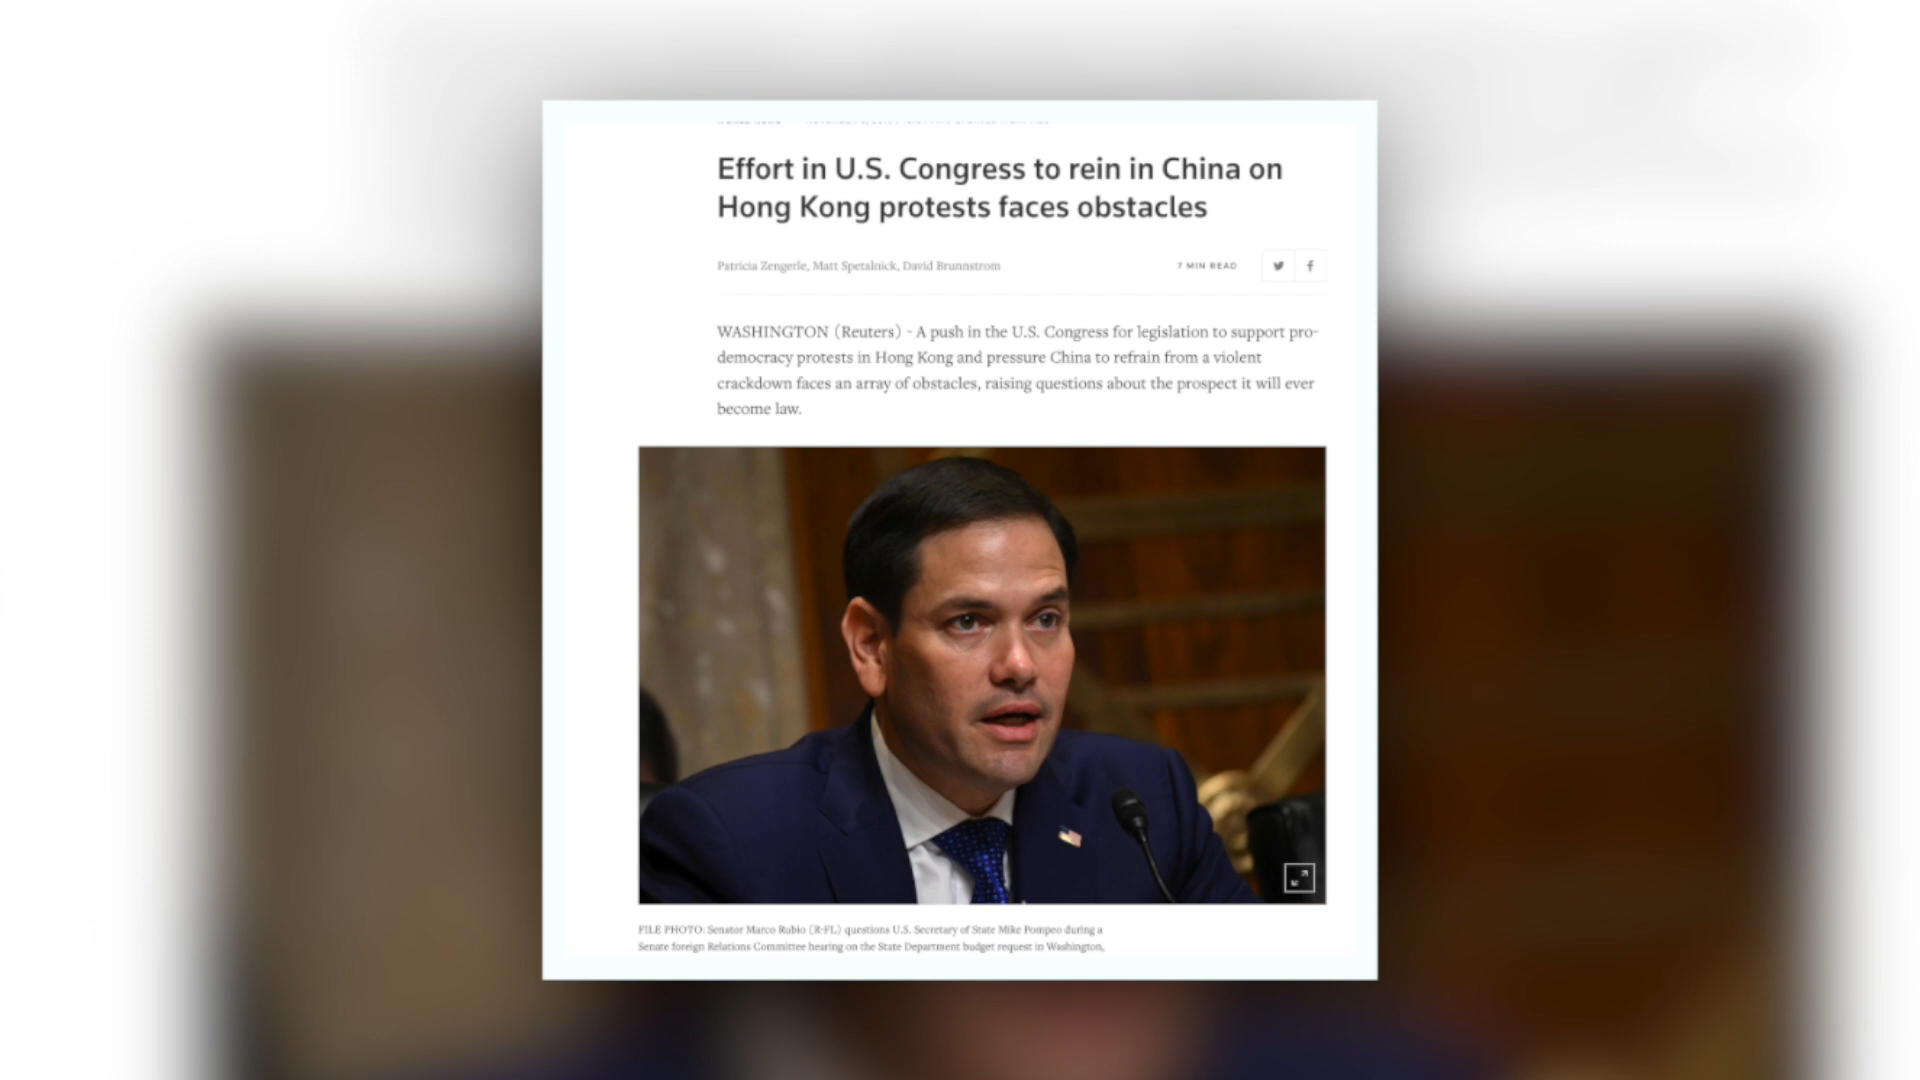 Effort in U.S. Congress to rein in China on
Hong Kong protests faces obstacles
Patricia Zengerle, Matt Spetalnick, David Brunnstrom
7 MIN READ
WASHINGTON (Reuters) - A push in the U.S. Congress for legislation to support pro-
democracy protests in Hong Kong and pressure China to refrain from a violent
crackdown faces an array of obstacles, raising questions about the prospect it will ever
become law.
FILE PHOTO: Senator Marco Rubio (R-FL) questions U.S. Secretary of State Mike Pompeo during a
Senate foreign Relations Committee hearing on the State Department budget request in Washington,